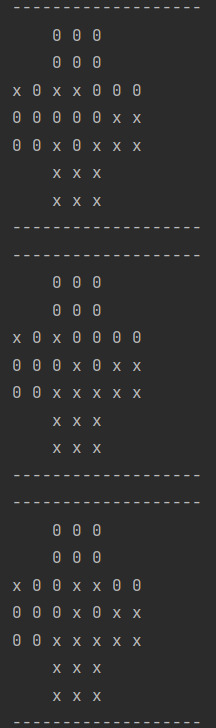 -------------------
    0 0 0
    0 0 0
x 0 x x 0 0 0
0 0 0 0 0 x x
0 0 x 0 x x x
    x x x
    x x x
-------------------
-------------------
    0 0 0
    0 0 0
x 0 x 0 0 0 0
0 0 0 x 0 x x
0 0 x x x x x
    x x x
    x x x
-------------------
-------------------
    0 0 0
    0 0 0
x 0 0 x x 0 0
0 0 0 x 0 x x
0 0 x x x x x
    x x x
    x x x
-------------------